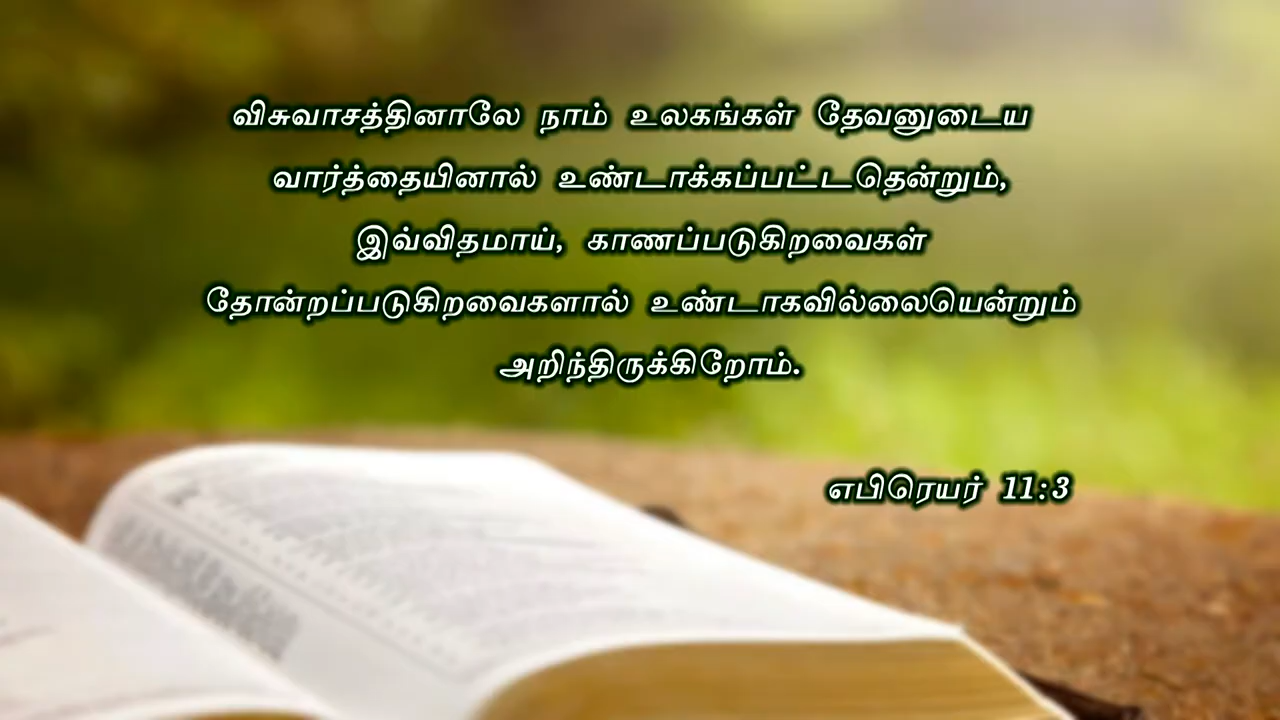 விசுவாசத்தினாலே நாம் உலகங்கள் தேவனுடைய
வார்த்தையினால் உண்டாக்கப்பட்டதென்றும்,
இவ்விதமாய், காணப்படுகிறவைகள்
தோன்றப்படுகிறவைகளால் உண்டாகவில்லையென்றும்
அறிந்திருக்கிறோம்.
எபிரெயர் 11:3